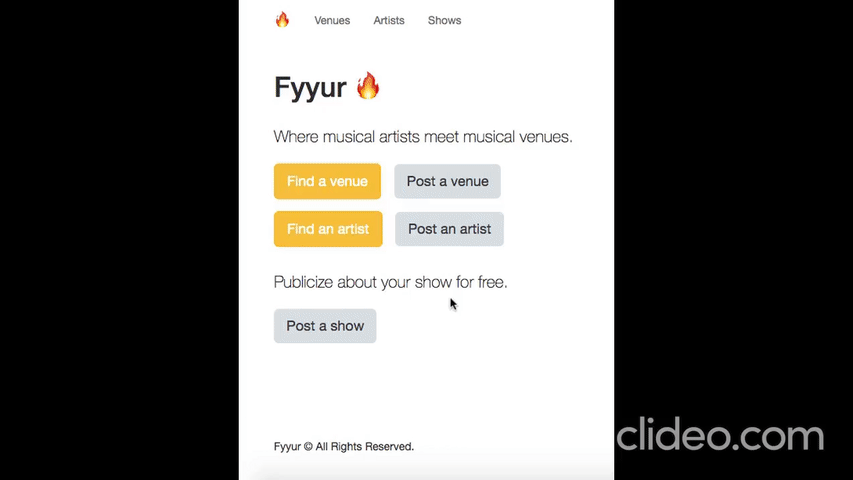 Venues Artists Shows
Fyyur 🔥
Where musical artists meet musical venues.
Find a venue Post a venue
Find an artist Post an artist
Publicize about your show for free.
Post a show
Fyyur © All Rights Reserved.
clideo.com